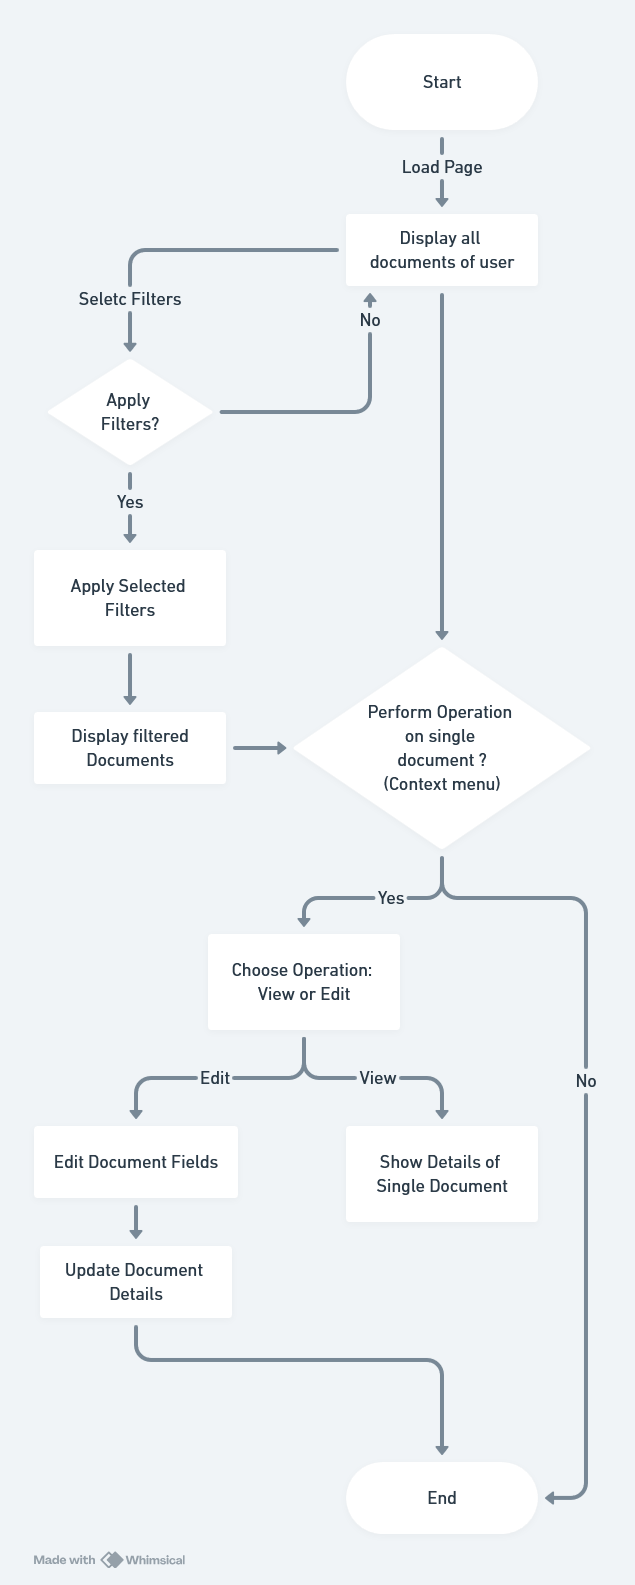 Start
Load Page
Display all
documents of user
Seletc Filters
No
Apply
Filters?
Yes
Apply Selected
Filters
Display filtered
Documents
Perform Operation
on single
document ?
(Context menu)
Yes
Choose Operation:
View or Edit
Edit
View
No
Edit Document Fields
Show Details of
Single Document
Update Document
Details
End
Made with Whimsical